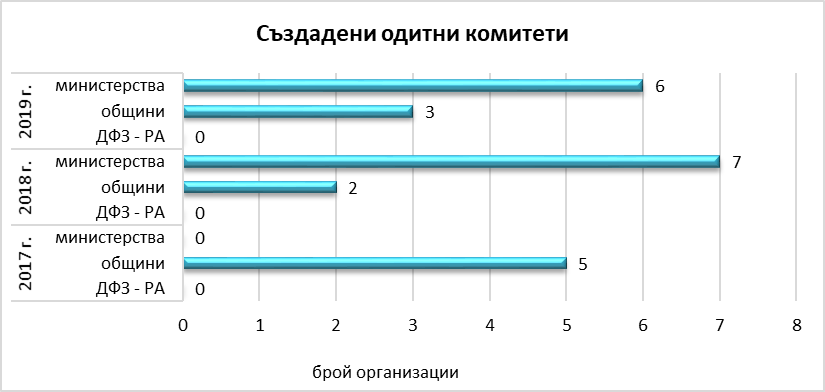 Създадени одитни комитети
2019 г.
министерства 6
общини 3
ДФЗ - РА 0
2018 г.
министерства 7
общини 2
ДФЗ - РА 0
2017 г.
министерства 0
общини 5
ДФЗ - РА 0
0 1 2 3 4 5 6 7 8
брой организации